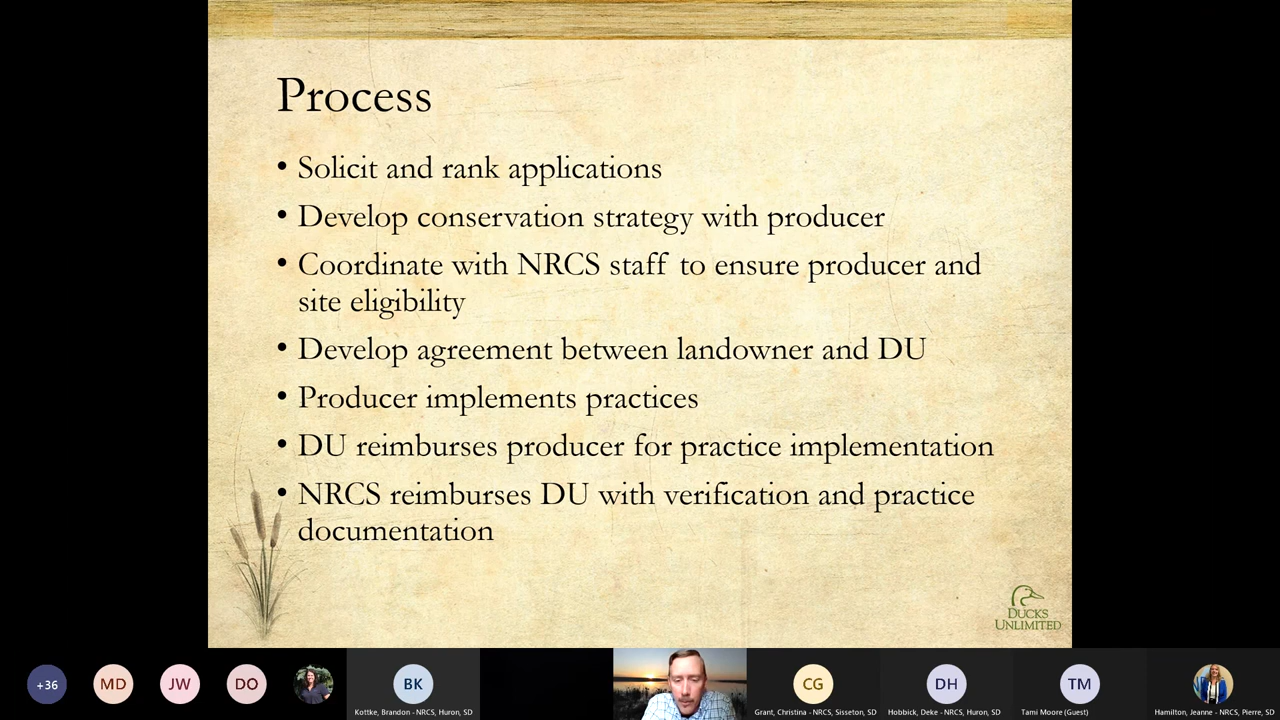 Process
• Solicit and rank applications
• Develop conservation strategy with producer
• Coordinate with NRCS staff to ensure producer and
site eligibility
• Develop agreement between landowner and DU
• Producer implements practices
• DU reimburses producer for practice implementation
• NRCS reimburses DU with verification and practice
documentation
DUCKS
UNLIMITED
+36
MD
JW
DO
BK
CG
DH
TM
Kottke, Brandon - NRCS, Huron, SD
Grant, Christina - NRCS, Sisseton, SD
Hobbick, Deke - NRCS, Huron, SD
Tami Moore (Guest)
Hamilton, Jeanne - NRCS, Pierre, SD